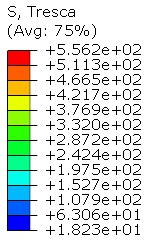 S, Tresca
(Avg: 75%)
+5.562e+02
+5.113e+02
+4.665e+02
+4.217e+02
+3.769e+02
+3.320e+02
+2.872e+02
+2.424e+02
+1.975e+02
+1.527e+02
+1.079e+02
+6.306e+01
+1.823e+01